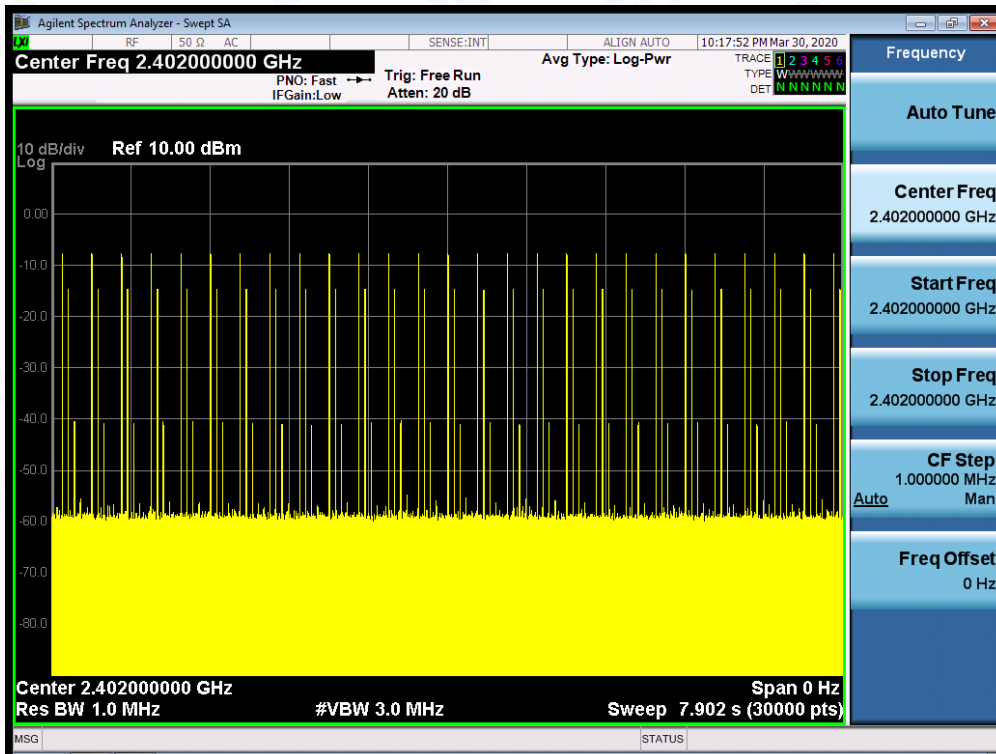 Agilent Spectrum Analyzer - Swept SA
LXI RF 50 Ω AC SENSE:INT ALIGN AUTO 10:17:52 PM Mar 30, 2020
Center Freq 2.402000000 GHz
PNO: Fast
IFGain:Low
Trig: Free Run
Atten: 20 dB
Avg Type: Log-Pwr
TRACE 1 2 3 4 5 6
TYPE WWWWWW
DET N N N N N N
10 dB/div Ref 10.00 dBm
Log
0.00
-10.0
-20.0
-30.0
-40.0
-50.0
-60.0
-70.0
-80.0
Center 2.402000000 GHz Span 0 Hz
Res BW 1.0 MHz #VBW 3.0 MHz Sweep 7.902 s (30000 pts)
MSG STATUS
Frequency
Auto Tune
Center Freq
2.402000000 GHz
Start Freq
2.402000000 GHz
Stop Freq
2.402000000 GHz
CF Step
1.000000 MHz
Auto Man
Freq Offset
0 Hz